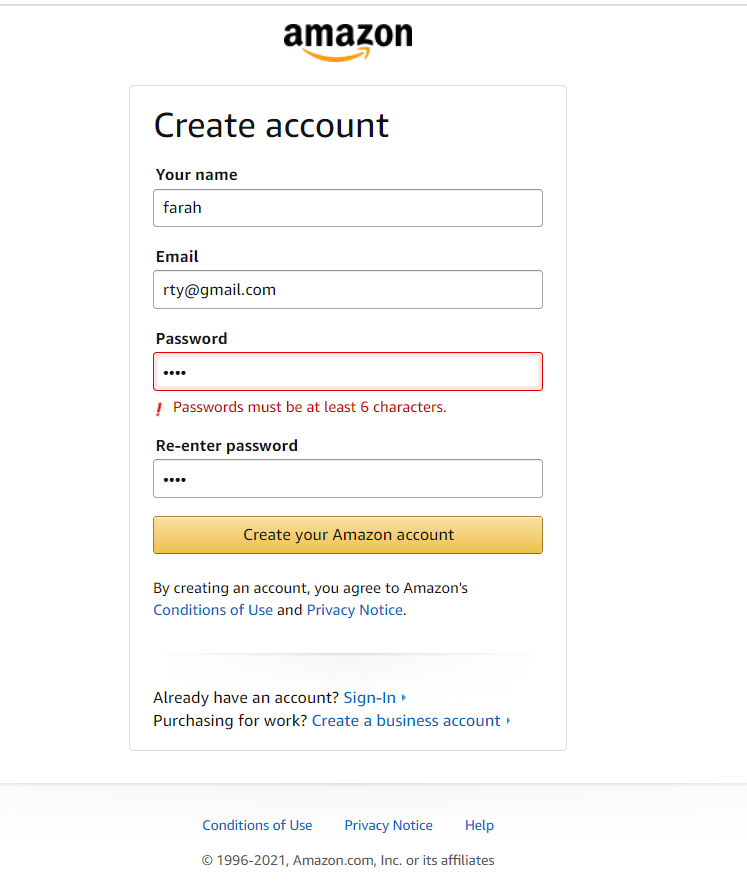 amazon
Create account
Your name
farah
Email
rty@gmail.com
Password
••••
! Passwords must be at least 6 characters.
Re-enter password
••••
Create your Amazon account
By creating an account, you agree to Amazon's
Conditions of Use and Privacy Notice.
Already have an account? Sign-In
Purchasing for work? Create a business account
Conditions of Use Privacy Notice Help
© 1996-2021, Amazon.com, Inc. or its affiliates